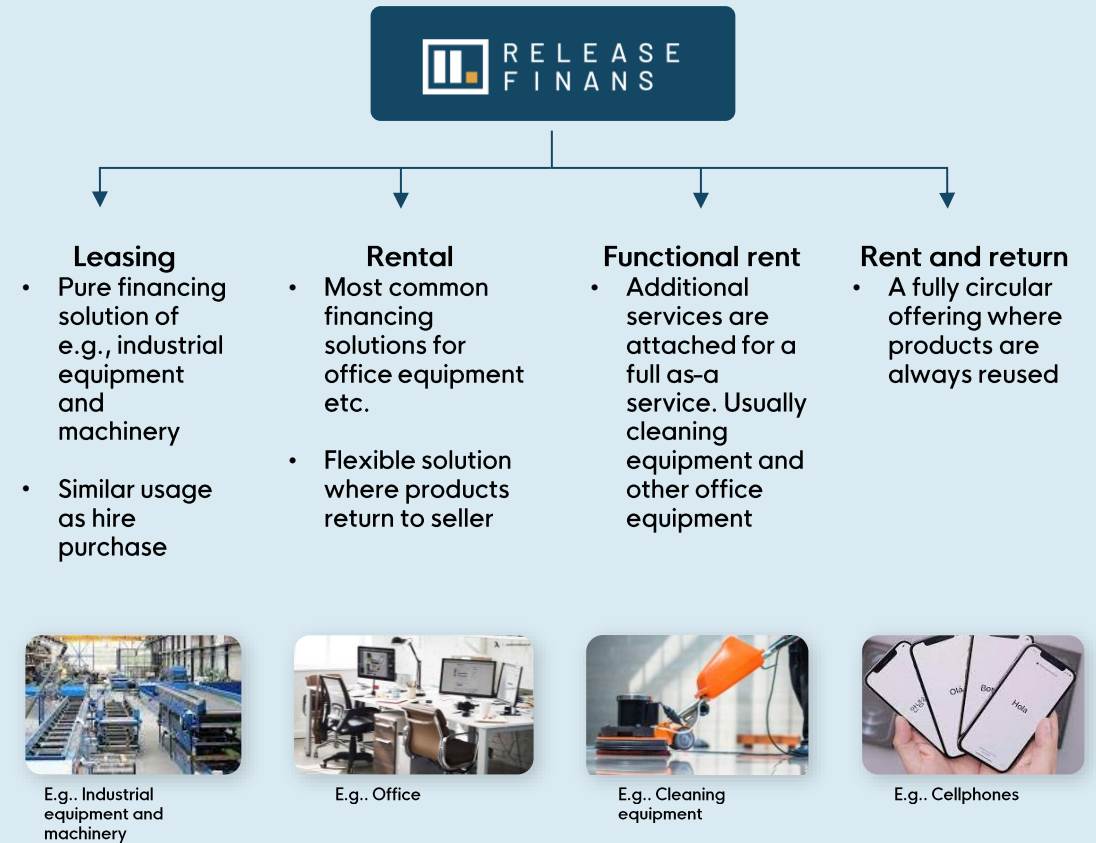 RELEASE
FINANS
Leasing
• Pure financing
solution of
e.g., industrial
equipment
and
machinery
• Similar usage
as hire
purchase
E.g.. Industrial
equipment and
machinery
Rental
• Most common
financing
solutions for
office equipment
etc.
• Flexible solution
where products
return to seller
E.g.. Office
Functional rent
• Additional
services are
attached for a
full as-a
service. Usually
cleaning
equipment and
other office
equipment
E.g.. Cleaning
equipment
Rent and return
• A fully circular
offering where
products are
always reused
Olá
Hola
E.g.. Cellphones